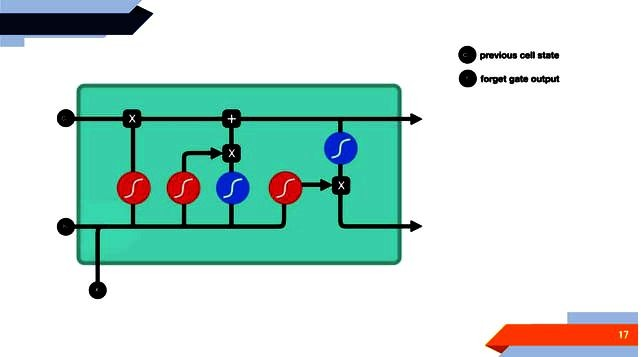 previous cell state
forget gate output
X
+
X
X
17